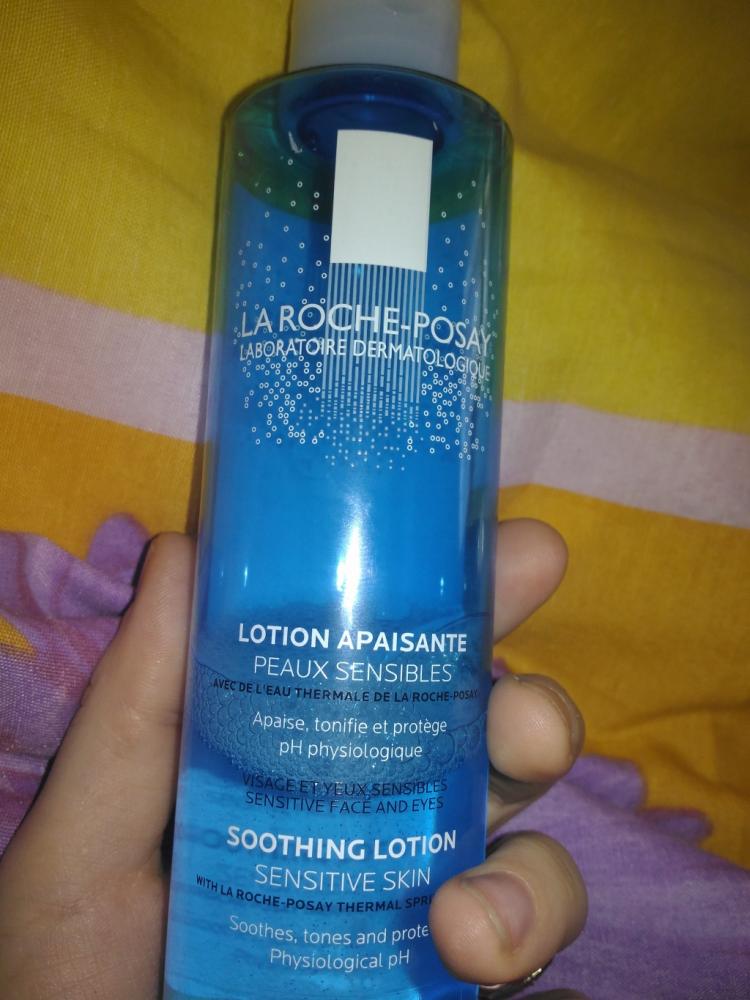 LA ROCHE-POSAY
LABORATOIRE DERMATOLOGIQUE
LOTION APAISANTE
PEAUX SENSIBLES
AVEC DE L'EAU THERMALE DE LA ROCHE-POSAY
Apaise, tonifie et protège
pH physiologique
VISAGE ET YEUX SENSIBLES
SENSITIVE FACE AND EYES
SOOTHING LOTION
SENSITIVE SKIN
WITH LA ROCHE-POSAY THERMAL
Soothes, tones and
Physiological pH